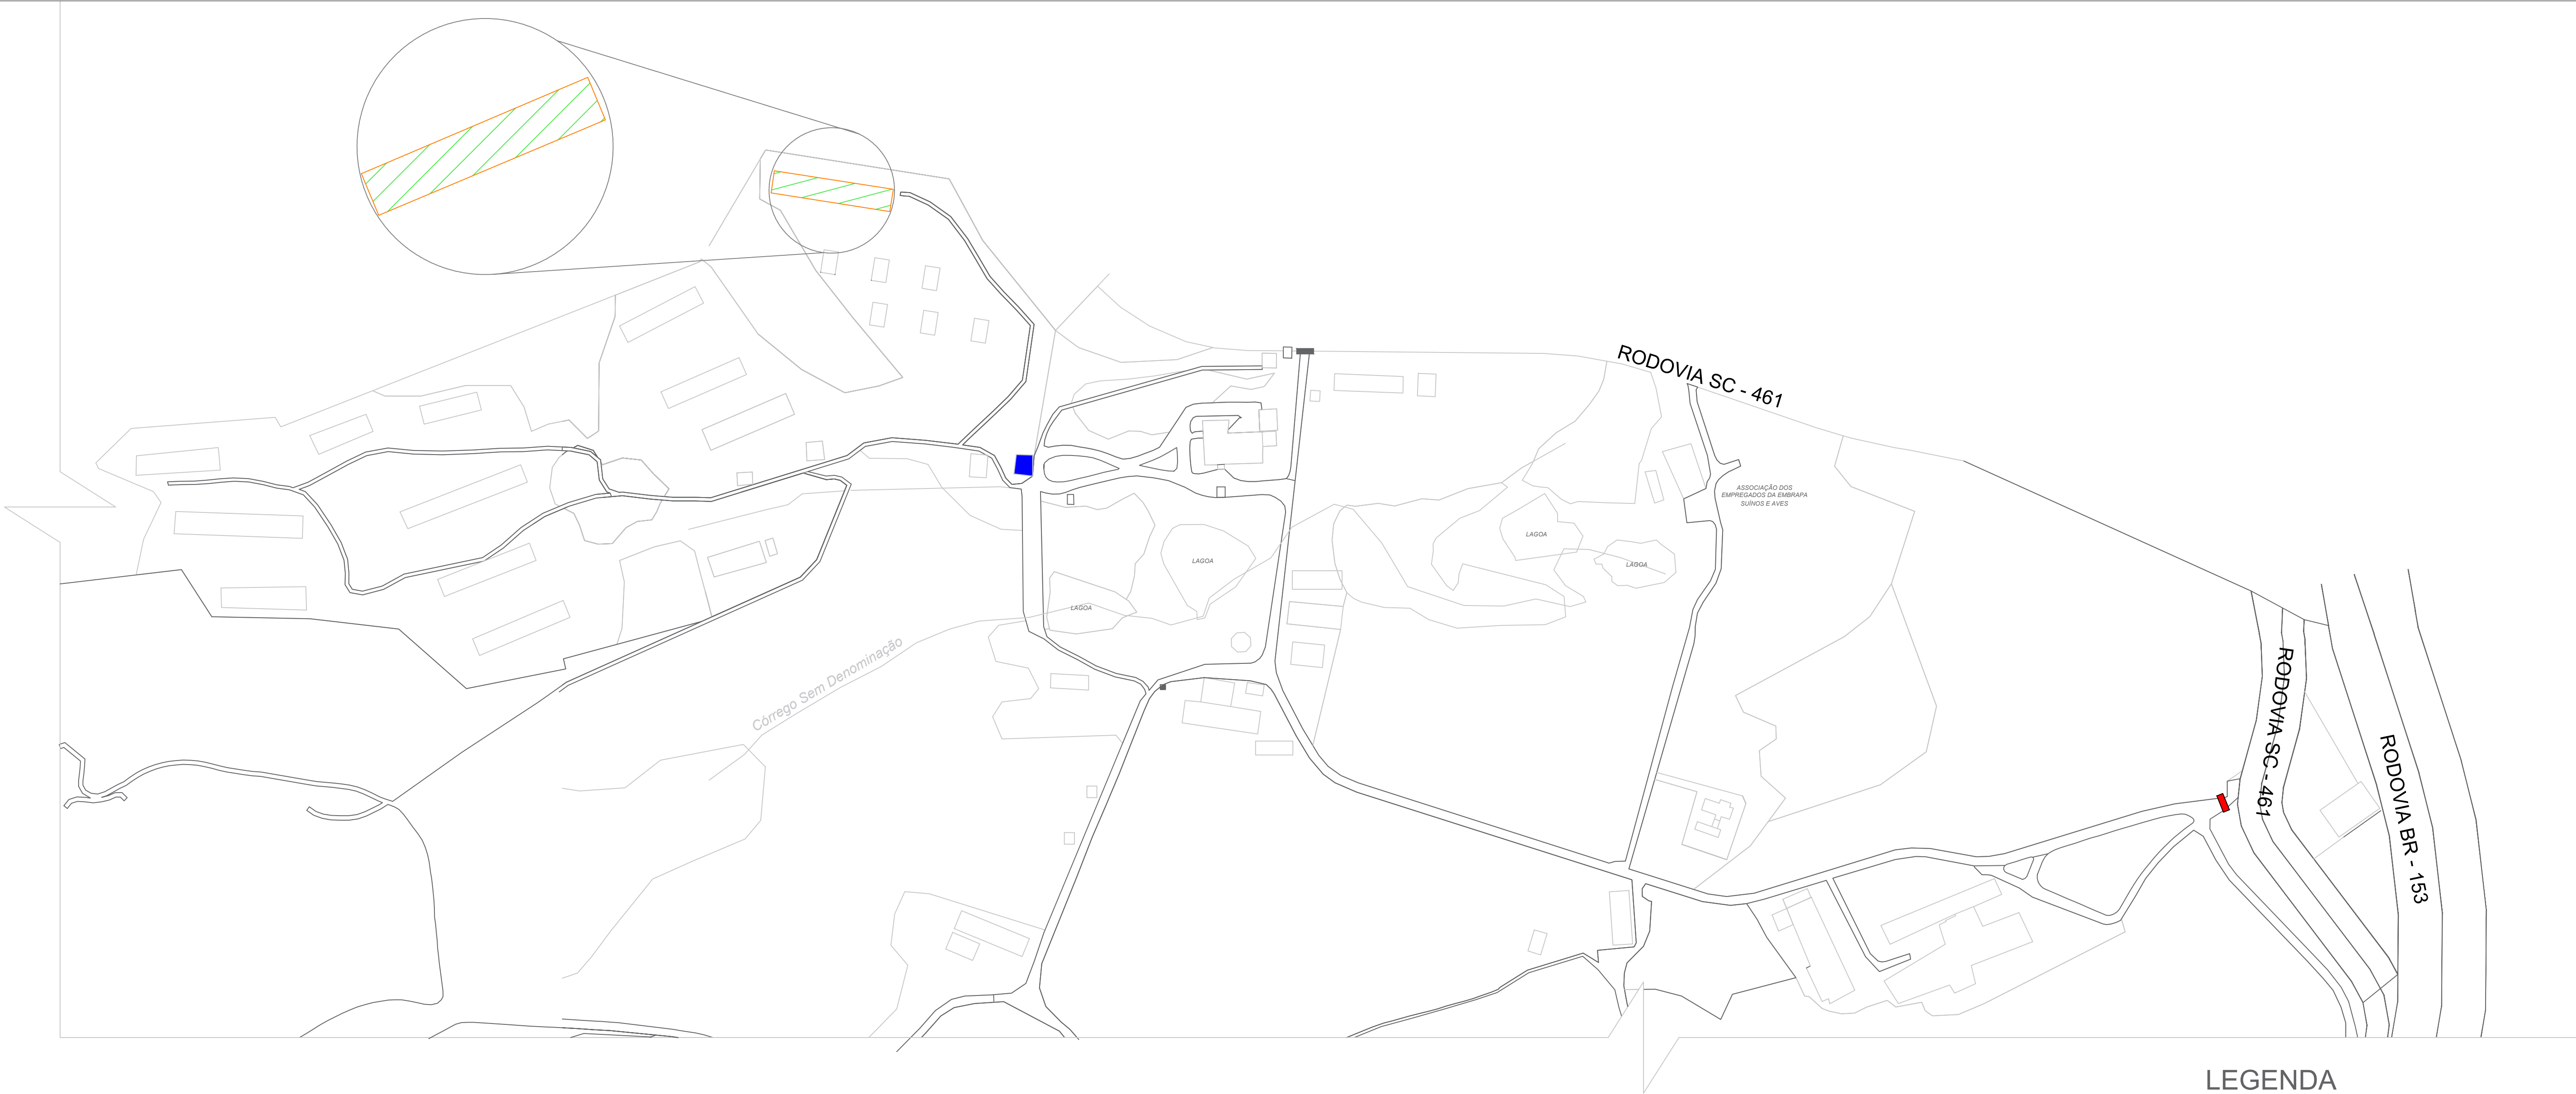 RODOVIA SC - 461
ASSOCIAÇÃO DOS
EMPREGADOS DA EMBRAPA
SUÍNOS E AVES
LAGOA
LAGOA
LAGOA
LAGOA
Córrego Sem Denominação
RODOVIA SC - 461
RODOVIA BR - 153
LEGENDA